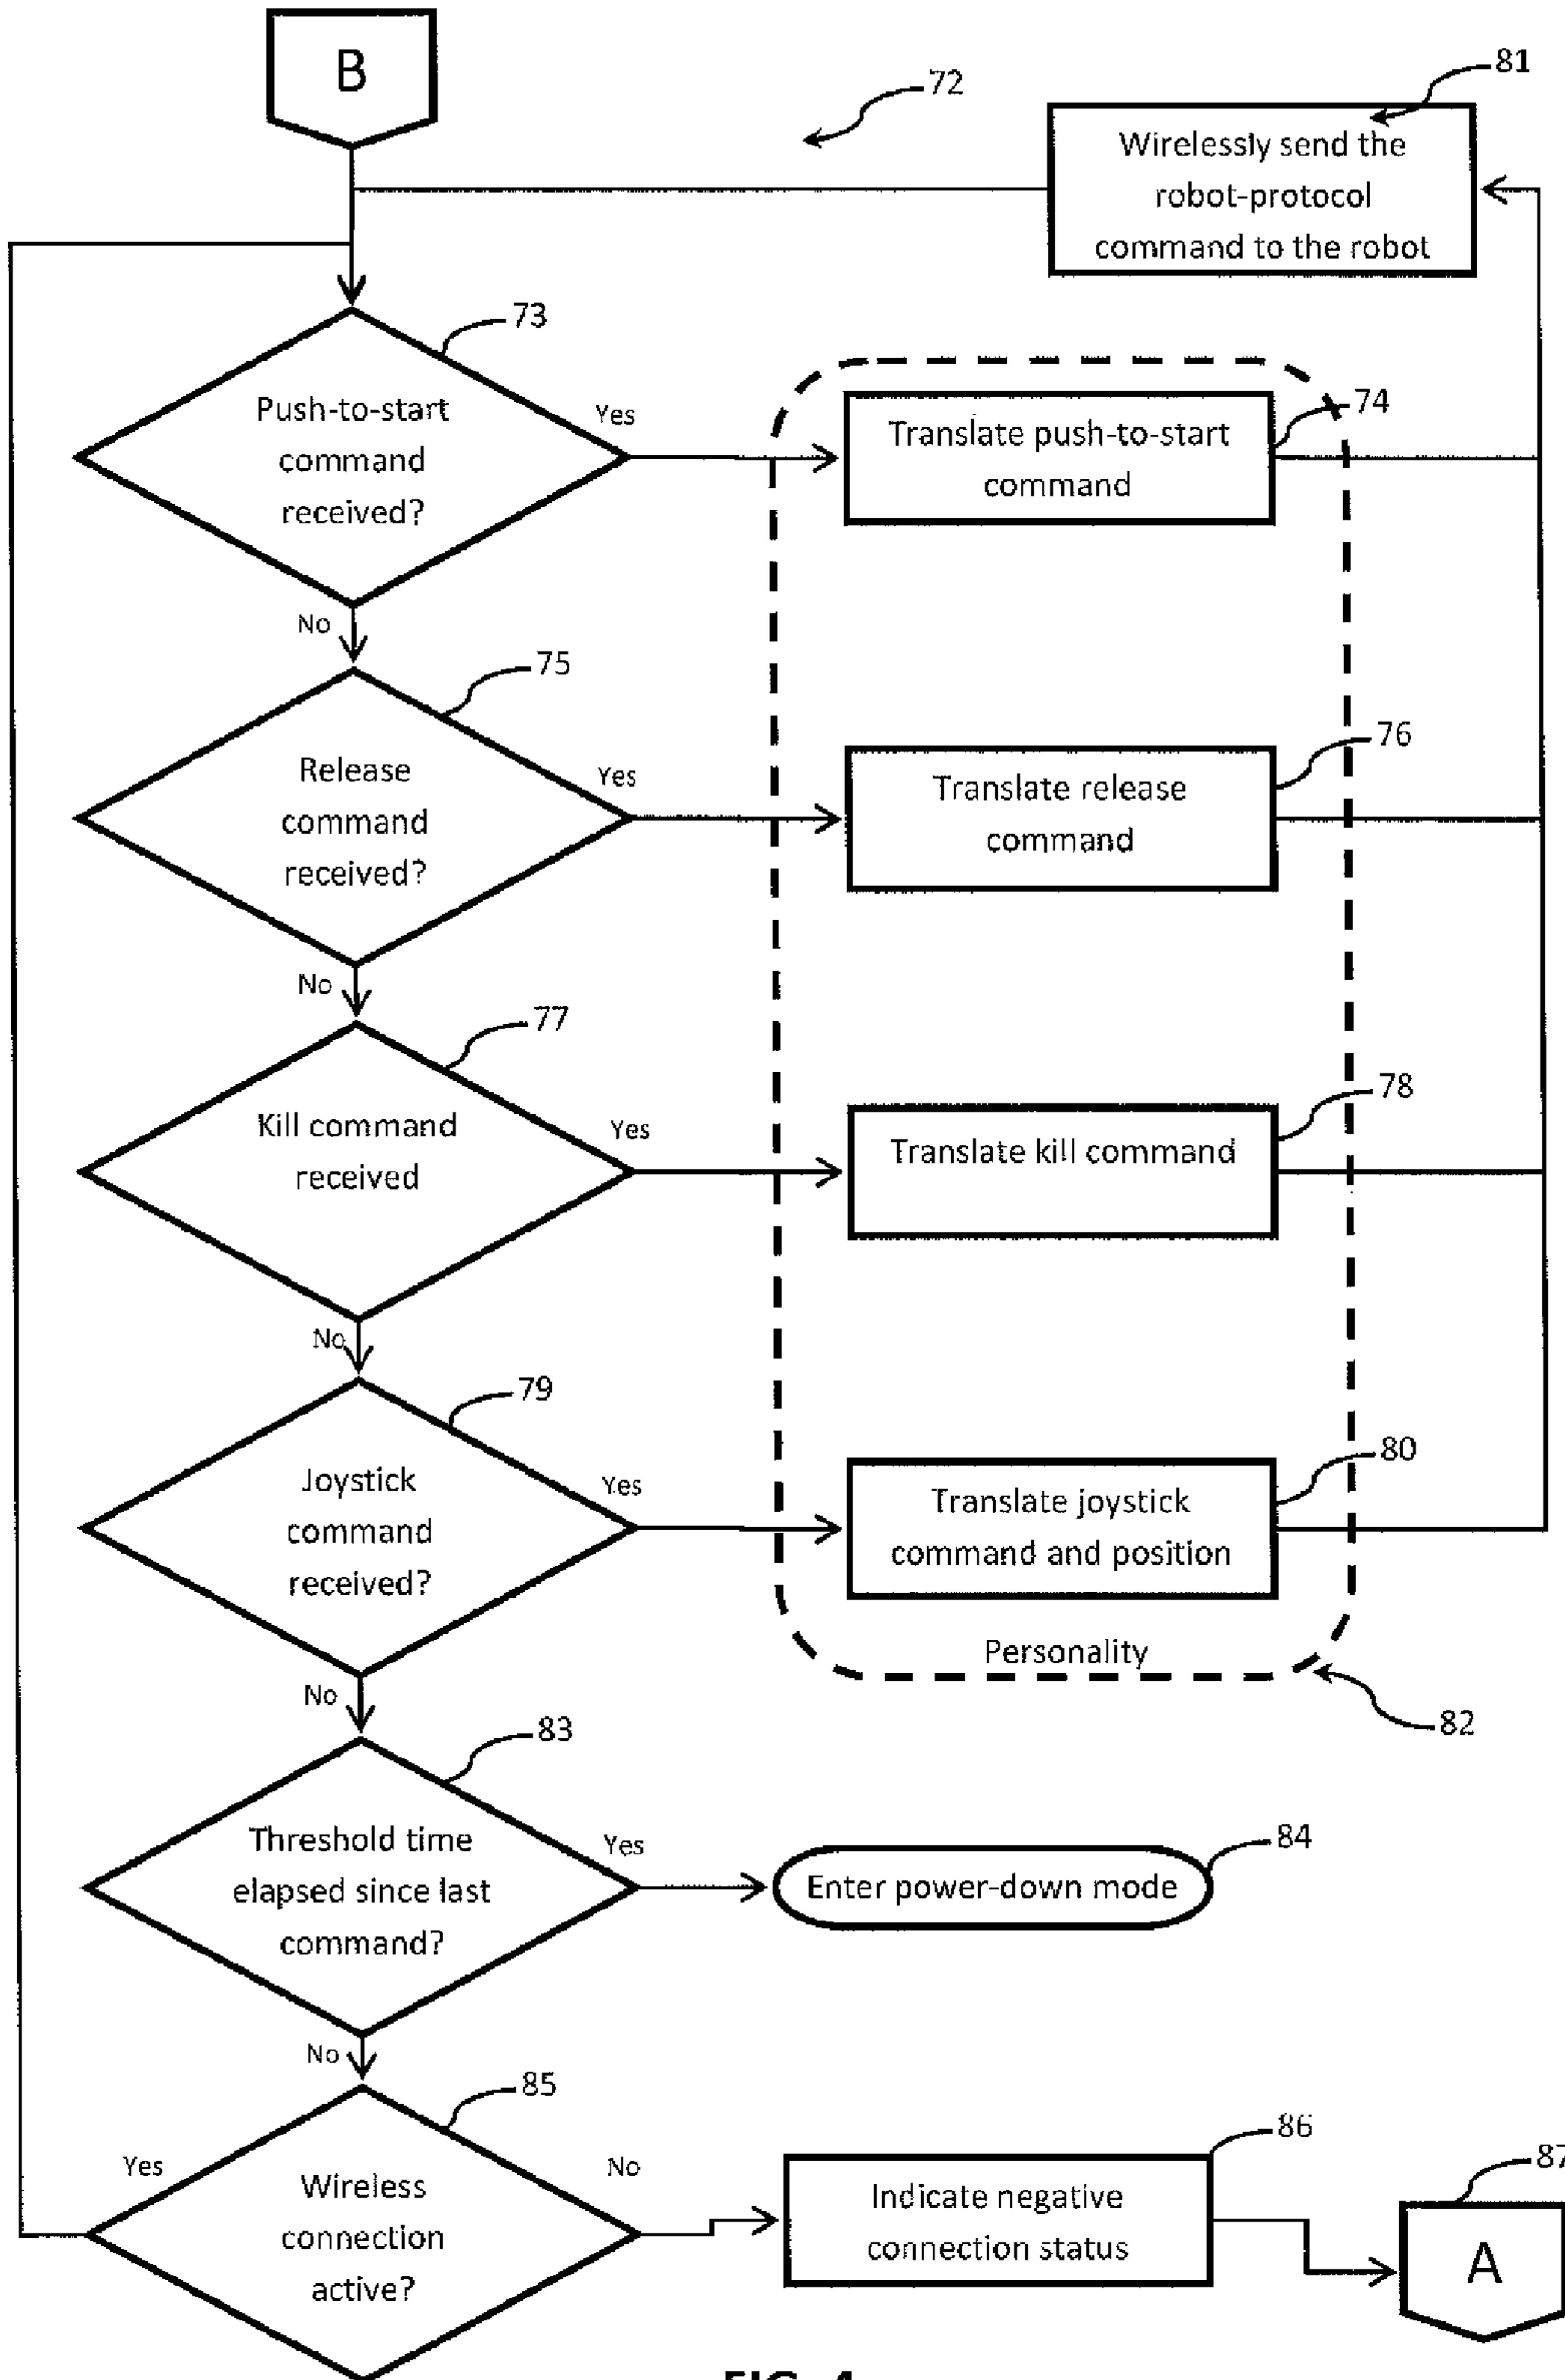 B
72
81
Wirelessly send the
robot-protocol
command to the robot
73
Push-to-start
command
received?
Yes
74
Translate push-to-start
command
No
75
Release
command
received?
Yes
76
Translate release
command
No
77
Kill command
received
Yes
78
Translate kill command
No
79
Joystick
command
received?
Yes
80
Translate joystick
command and position
Personality
82
No
83
Threshold time
elapsed since last
command?
Yes
84
Enter power-down mode
No
85
Yes
Wireless
connection
active?
No
86
Indicate negative
connection status
87
A
FIG. 4